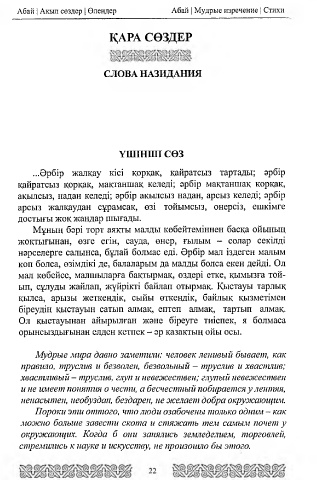 Абай | Ақыл сөздер | Өлеңдер
Абай | Мудрые изречение | Стихи
ҚАРА СӨЗДЕР
СЛОВА НАЗИДАНИЯ
ҮШІНШІ СӨЗ
...Әрбір жалқау кісі қорқақ, қайратсыз тартады; әрбір
қайратсыз қорқақ, мақтаншақ келеді; әрбір мақтаншақ қорқақ,
ақылсыз, надан келеді; әрбір ақылсыз надан, арсыз келеді; әрбір
арсыз жалқаудан сұрамсақ, өзі тойымсыз, өнерсіз, ешкімге
достығы жоқ жандар шығады.
Мұның бәрі төрт аяқты малды көбейтеміннен басқа ойының
жоқтығынан, өзге егін, сауда, өнер, ғылым – солар секілді
нәрселерге салынса, бұлай болмас еді. Әрбір мал іздеген малым
көп болса, өзімдікі де, балаларым да малды болса екен дейді. Ол
мал көбейсе, малшыларға бақтырмақ, өздері етке, қымызға той-
ып, сұлуды жайлап, жүйрікті байлап отырмақ. Қыстауы тарлық
қылса, арызы жеткендік, сыйы өткендік, байлық қызметімен
біреудің қыстауын сатып алмақ, ептеп алмақ, тартып алмақ.
Ол қыстауынан айырылған және біреуге тиіспек, я болмаса
орынсыздығынан елден кетпек – әр қазақтың ойы осы.
Мудрые мира давно заметили: человек ленивый бывает, как
правило, труслив и безволен, безвольный – труслив и хвастлив;
хвастливый – труслив, глуп и невежествен; глупый невежествен
и не имеет понятия о чести, а бесчестный побирается у лентяя,
ненасытен, необуздан, бездарен, не желает добра окружающим.
Пороки эти оттого, что люди озабочены только одним – как
можно больше завести скота и стяжать тем самым почет у
окружающих. Когда б они занялись земледелием, торговлей,
стремились к науке и искусству, не произошло бы этого.
22